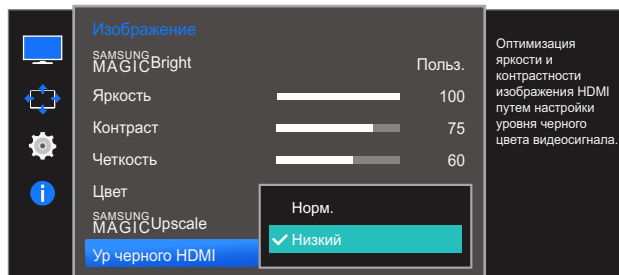 Изображение
SAMSUNG
MAGICBright Польз.
Яркость 100
Контраст 75
Четкость 60
Цвет
SAMSUNG
MAGICUpscale
Ур черного HDMI
Норм.
Низкий
Оптимизация
яркости и
контрастности
изображения HDMI
путем настройки
уровня черного
цвета видеосигнала.